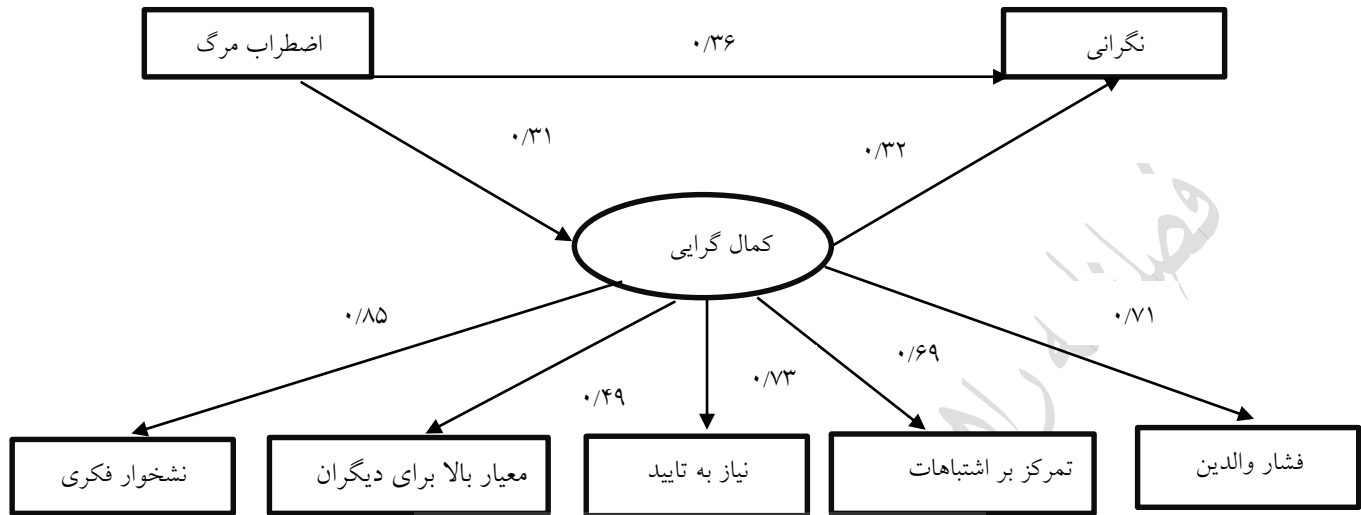 اضطراب مرگ
۰/۳۶
نگرانی
۰/۳۱
۰/۳۲
کمال گرایی
۰/۸۵
۰/۴۹
۰/۷۳
۰/۶۹
۰/۷۱
نشخوار فکری
معیار بالا برای دیگران
نیاز به تایید
تمرکز بر اشتباهات
فشار والدین